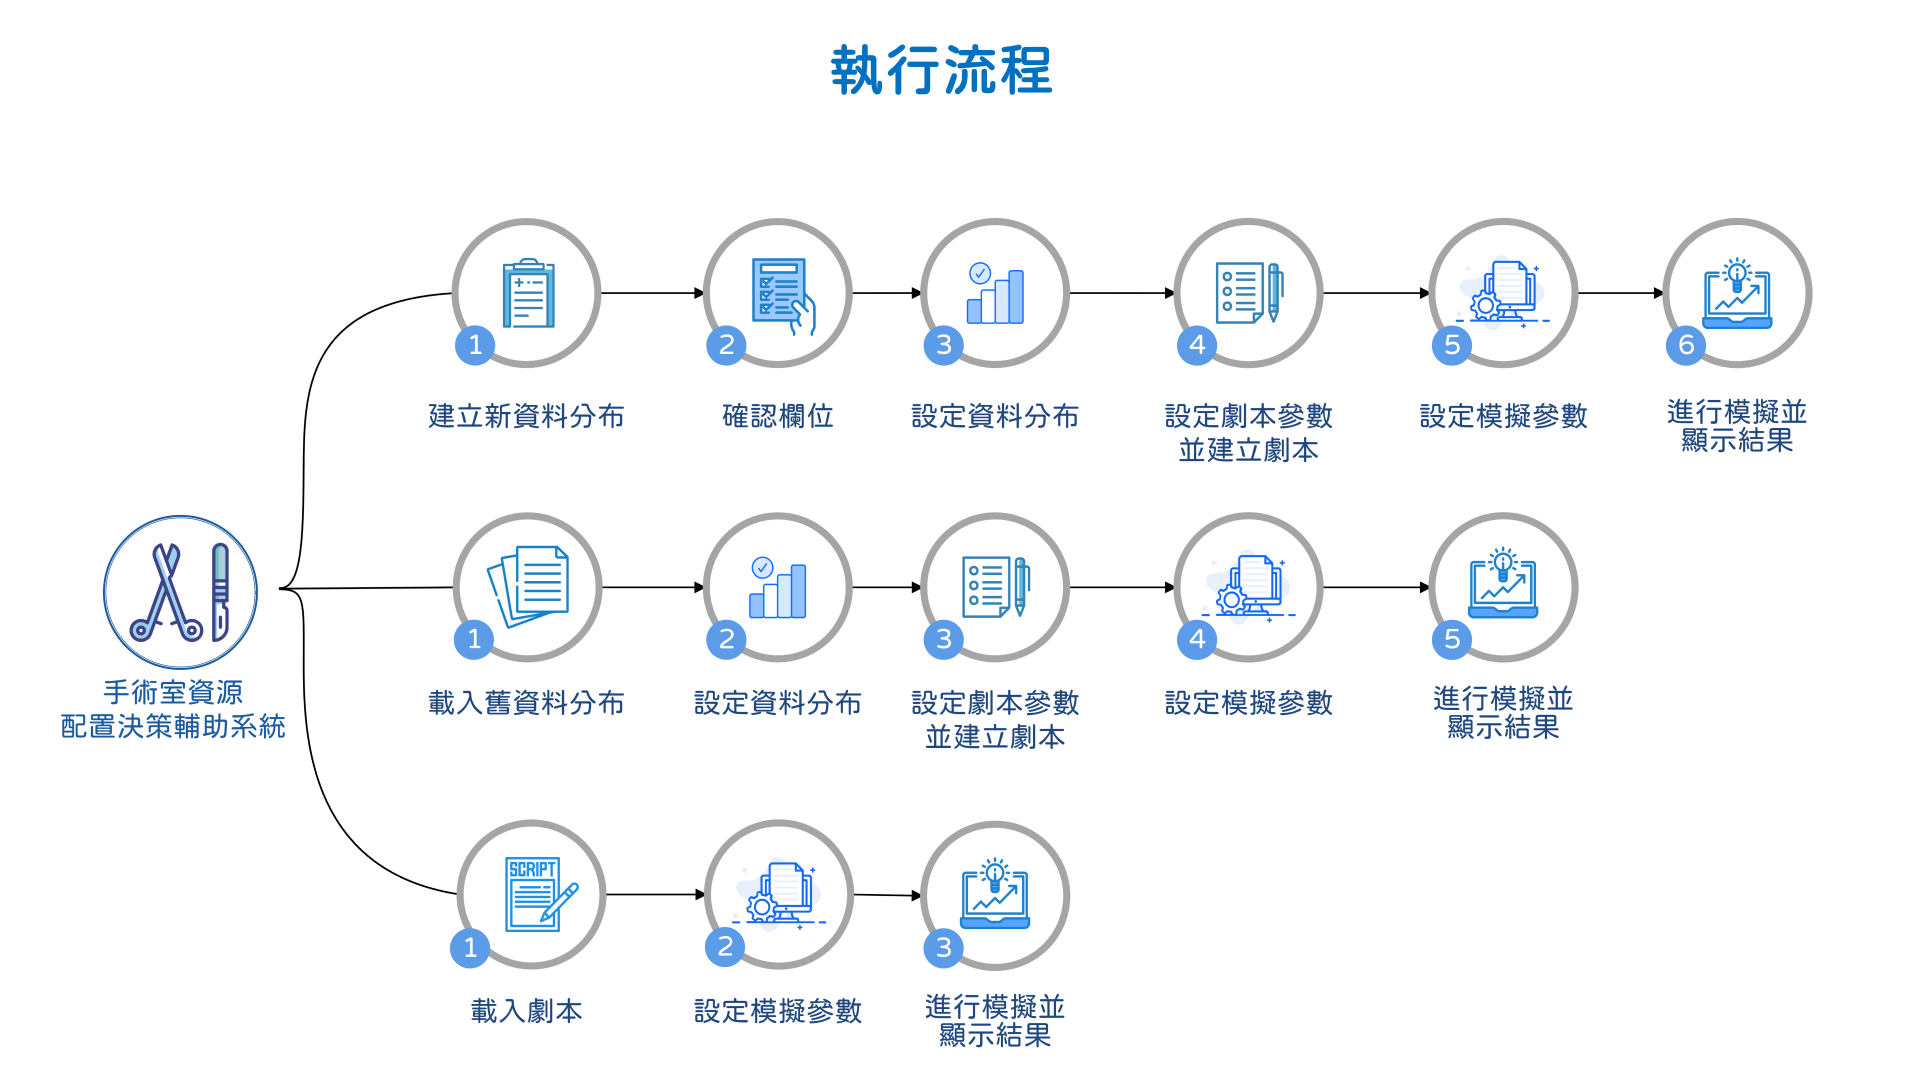 執行流程
1
2
3
4
5
6
建立新資料分布
確認欄位
設定資料分布
設定劇本參數
並建立劇本
設定模擬參數
進行模擬並
顯示結果
手術室資源
配置決策輔助系統
1
2
3
4
5
載入舊資料分布
設定資料分布
設定劇本參數
並建立劇本
設定模擬參數
進行模擬並
顯示結果
SCRIPT
1
2
3
載入劇本
設定模擬參數
進行模擬並
顯示結果